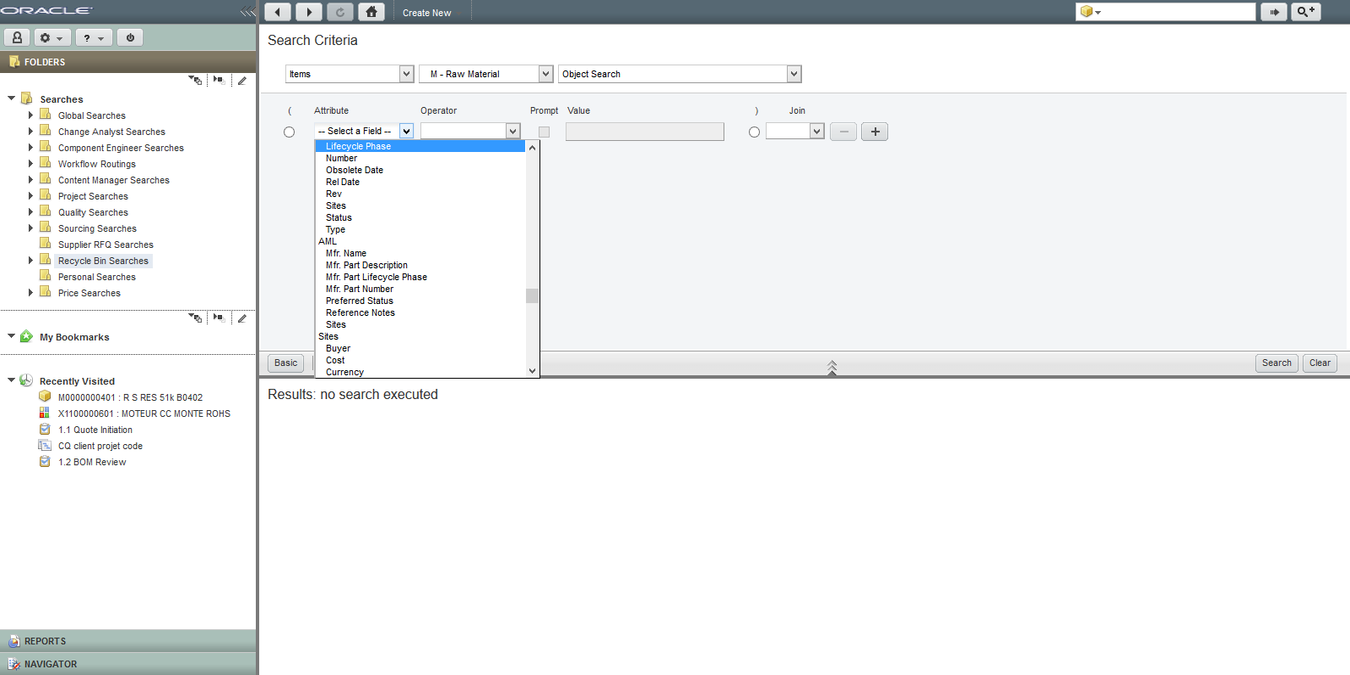 ORACLE
Create New
FOLDERS
Searches
Global Searches
Change Analyst Searches
Component Engineer Searches
Workflow Routings
Content Manager Searches
Project Searches
Quality Searches
Sourcing Searches
Supplier RFQ Searches
Recycle Bin Searches
Personal Searches
Price Searches
My Bookmarks
Recently Visited
M0000000401 : R S RES 51k B0402
X1100000601 : MOTEUR CC MONTE ROHS
1.1 Quote Initiation
CQ client projet code
1.2 BOM Review
REPORTS
NAVIGATOR
Search Criteria
Items M - Raw Material Object Search
( Attribute Operator Prompt Value ) Join
-- Select a Field --
Lifecycle Phase
Number
Obsolete Date
Rel Date
Rev
Sites
Status
Type
AML
Mfr. Name
Mfr. Part Description
Mfr. Part Lifecycle Phase
Mfr. Part Number
Preferred Status
Reference Notes
Sites
Sites
Buyer
Cost
Currency
Basic Search Clear
Results: no search executed